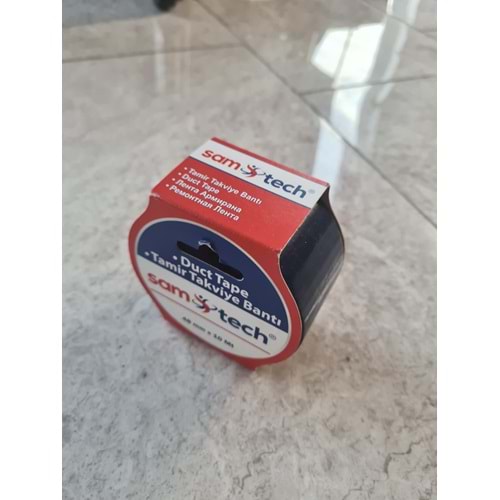 sam tech®
• Tamir Takviye Bantı
• Duct Tape
• Лента Армирана
• Ремонтная Лента
• Duct Tape
• Tamir Takviye Bantı
sam tech®
48 mm x 10 Mt